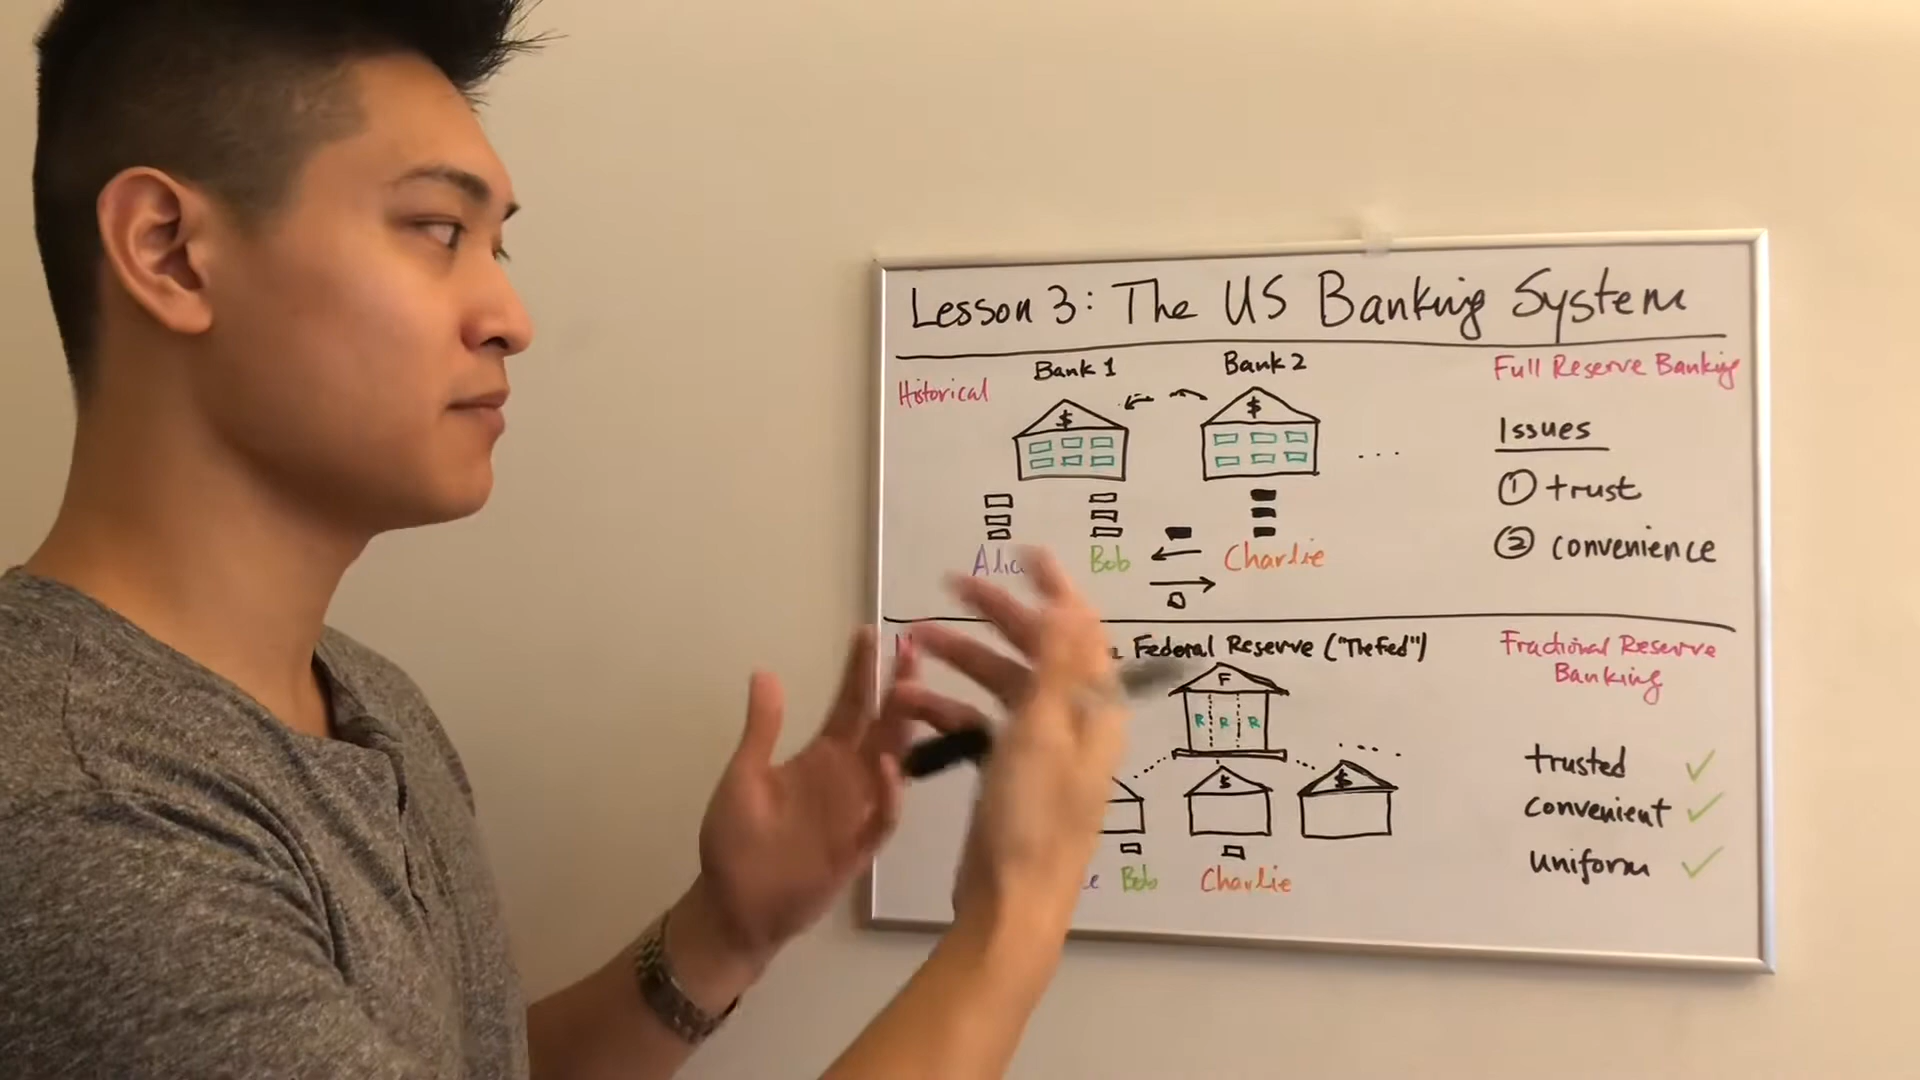 Lesson 3: The US Banking System
Historical
Bank 1
Bank 2
$
$
...
Bob
Charlie
Full Reserve Banking
Issues
① trust
② convenience
Federal Reserve ("The Fed")
F
R R R
$
$
Bob
Charlie
Fractional Reserve
Banking
trusted ✓
convenient ✓
uniform ✓